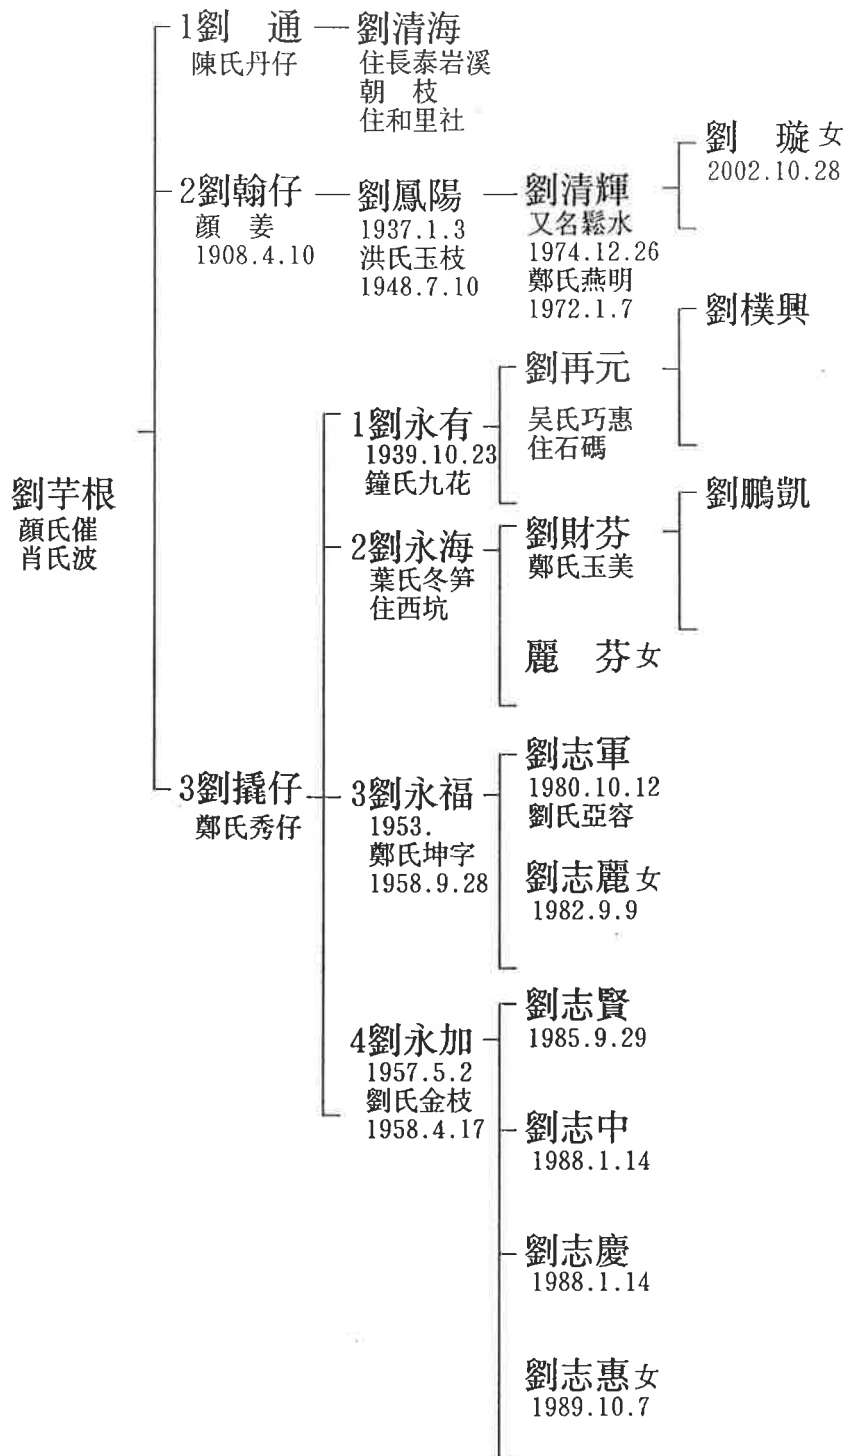 劉芋根
顔氏催
肖氏波
1劉　通
陳氏丹仔
劉清海
住長泰岩溪
朝　枝
住和里社
2劉翰仔
顔　姜
1908.4.10
劉鳳陽
1937.1.3
洪氏玉枝
1948.7.10
劉清輝
又名鬆水
1974.12.26
鄭氏燕明
1972.1.7
劉　璇女
2002.10.28
3劉撬仔
鄭氏秀仔
1劉永有
1939.10.23
鐘氏九花
劉再元
吴氏巧惠
住石碼
劉樸興
2劉永海
葉氏冬笋
住西坑
劉財芬
鄭氏玉美
劉鵬凱
麗　芬女
3劉永福
1953.
鄭氏坤字
1958.9.28
劉志軍
1980.10.12
劉氏亞容
劉志麗女
1982.9.9
4劉永加
1957.5.2
劉氏金枝
1958.4.17
劉志賢
1985.9.29
劉志中
1988.1.14
劉志慶
1988.1.14
劉志惠女
1989.10.7